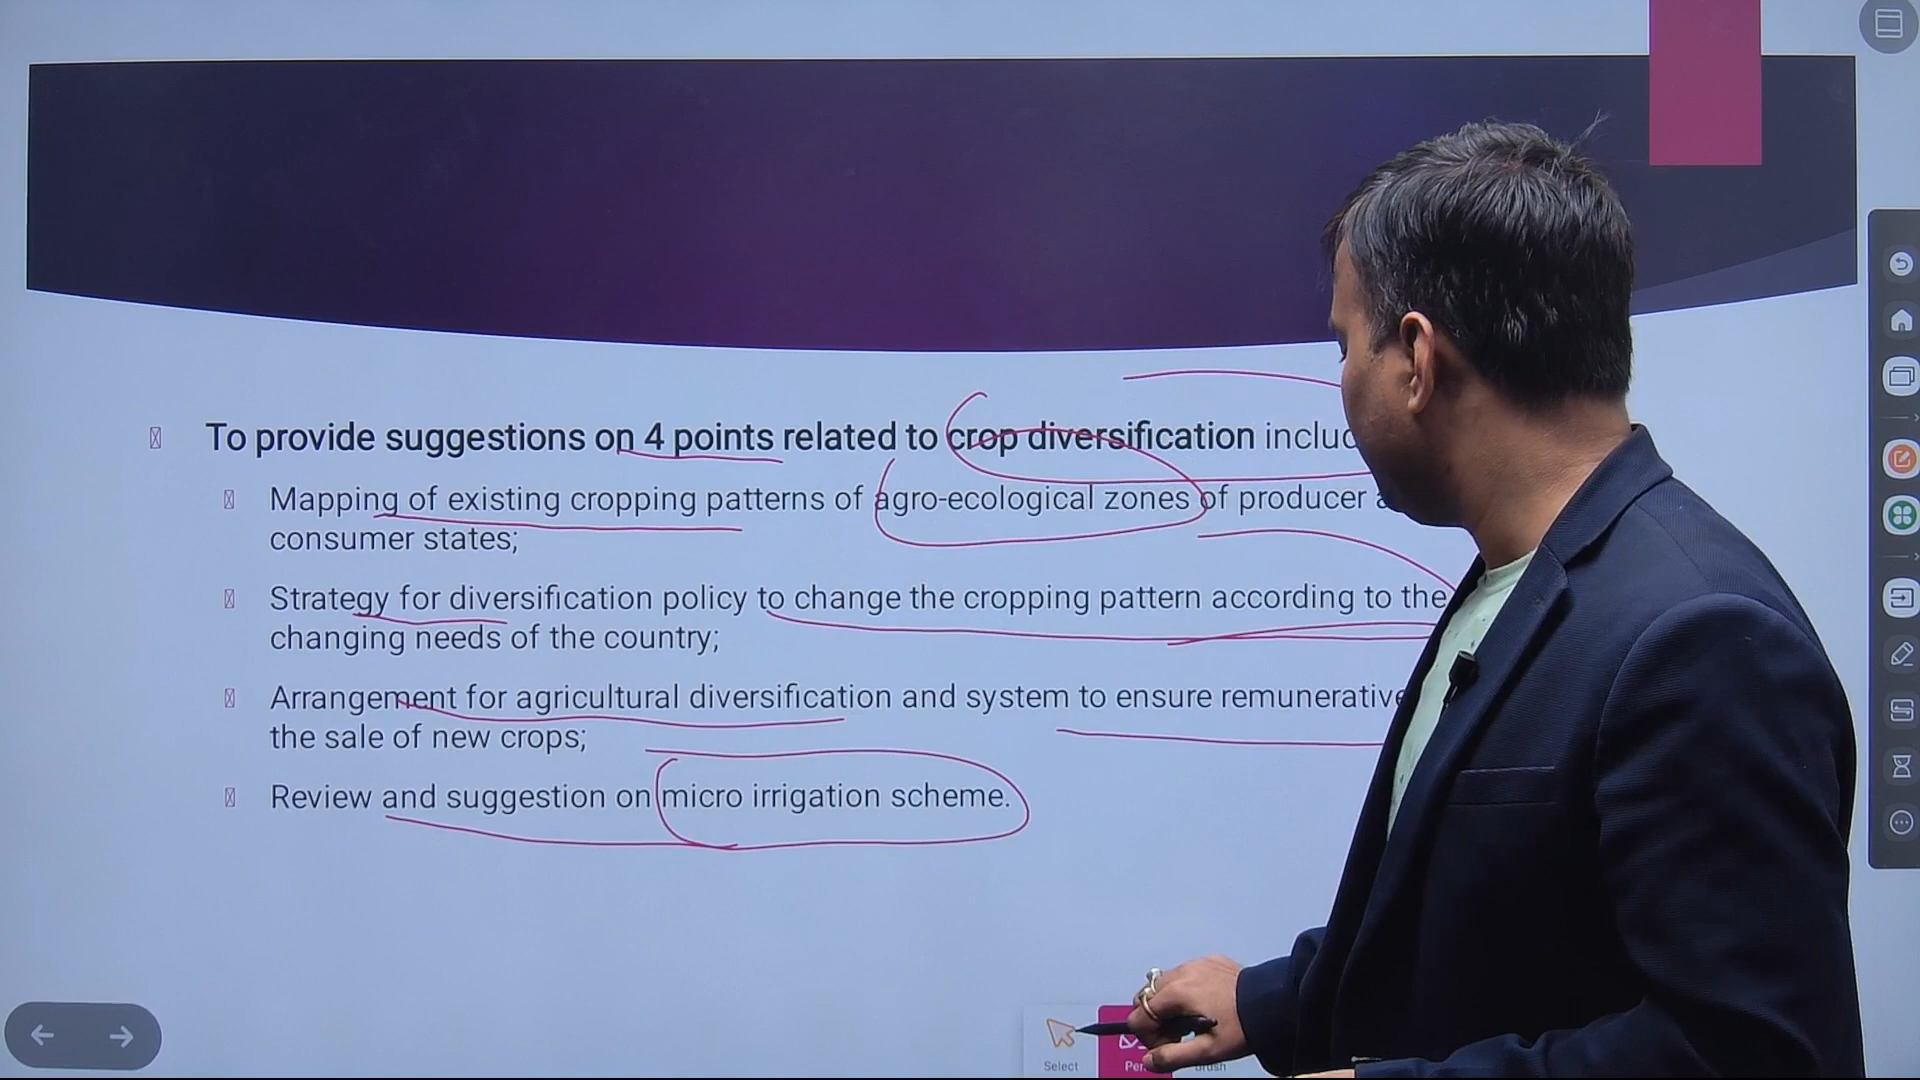 To provide suggestions on 4 points related to crop diversification
Mapping of existing cropping patterns of agro-ecological zones of producer
consumer states;
Strategy for diversification policy to change the cropping pattern according to the
changing needs of the country;
Arrangement for agricultural diversification and system to ensure remunerative
the sale of new crops;
Review and suggestion on micro irrigation scheme.
Select